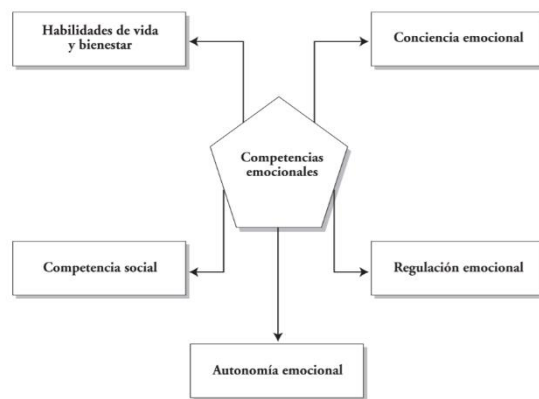 Habilidades de vida
y bienestar
Conciencia emocional
Competencias
emocionales
Competencia social
Regulación emocional
Autonomía emocional